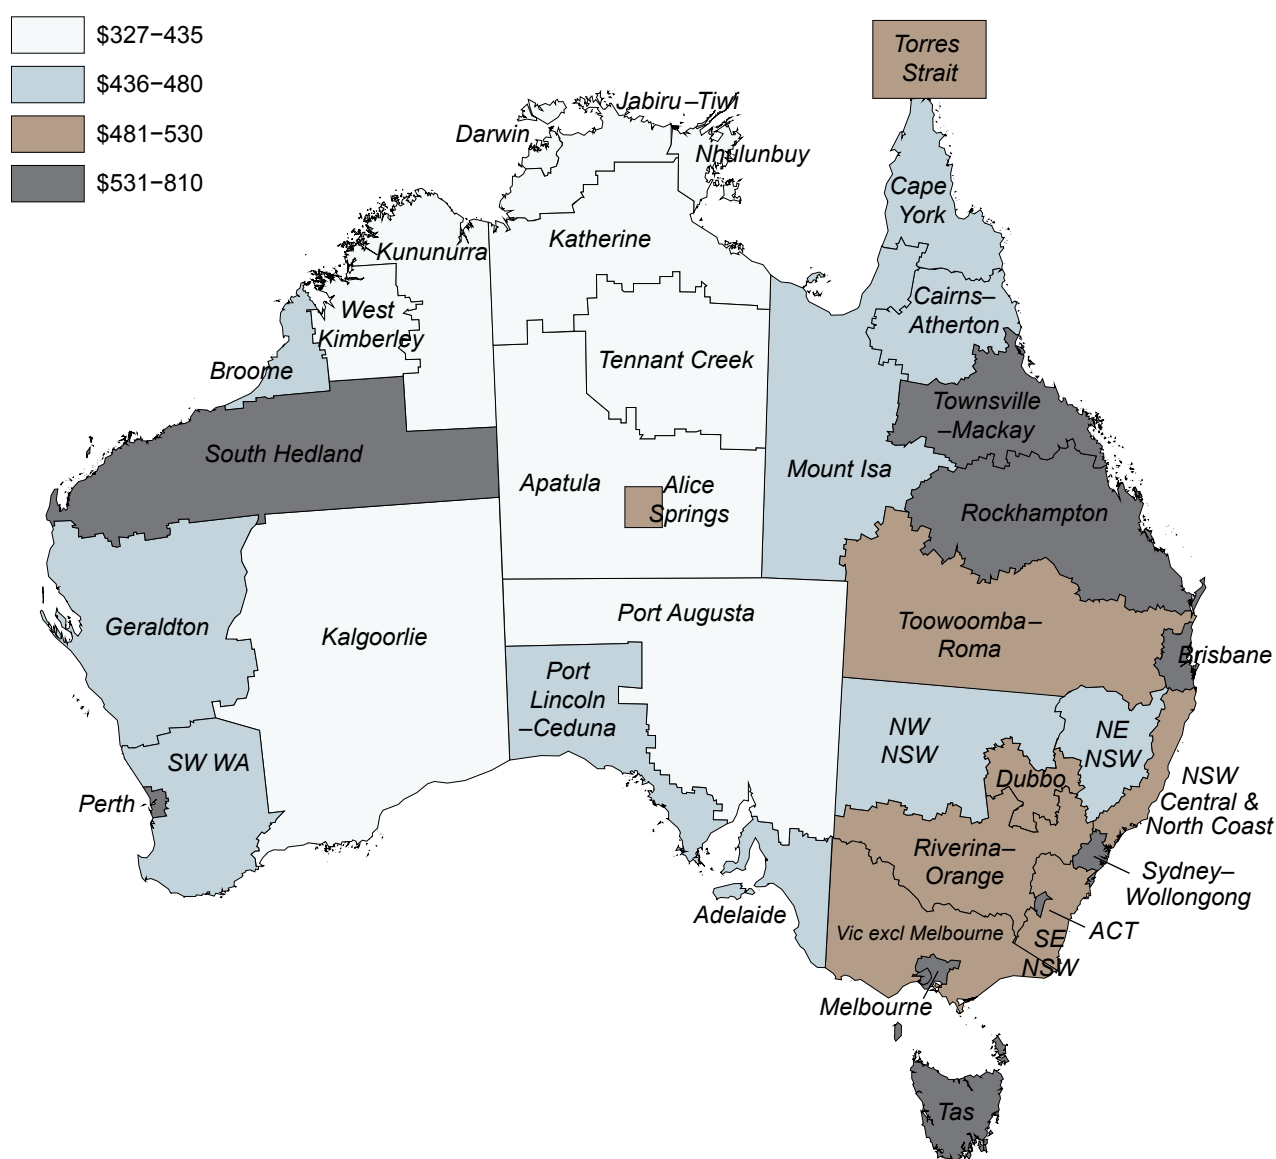 $327–435
$436–480
$481–530
$531–810
Torres
Strait
Jabiru–Tiwi
Darwin
Nhulunbuy
Cape
York
Katherine
Kununurra
West
Kimberley
Cairns–
Atherton
Tennant Creek
Broome
Townsville
–Mackay
South Hedland
Mount Isa
Apatula
Alice
Springs
Rockhampton
Port Augusta
Geraldton
Kalgoorlie
Toowoomba–
Roma
Brisbane
Port
Lincoln
–Ceduna
NW
NSW
NE
NSW
SW WA
Dubbo
NSW
Central &
North Coast
Perth
Riverina–
Orange
Sydney–
Wollongong
Adelaide
Vic excl Melbourne
ACT
SE
NSW
Melbourne
Tas